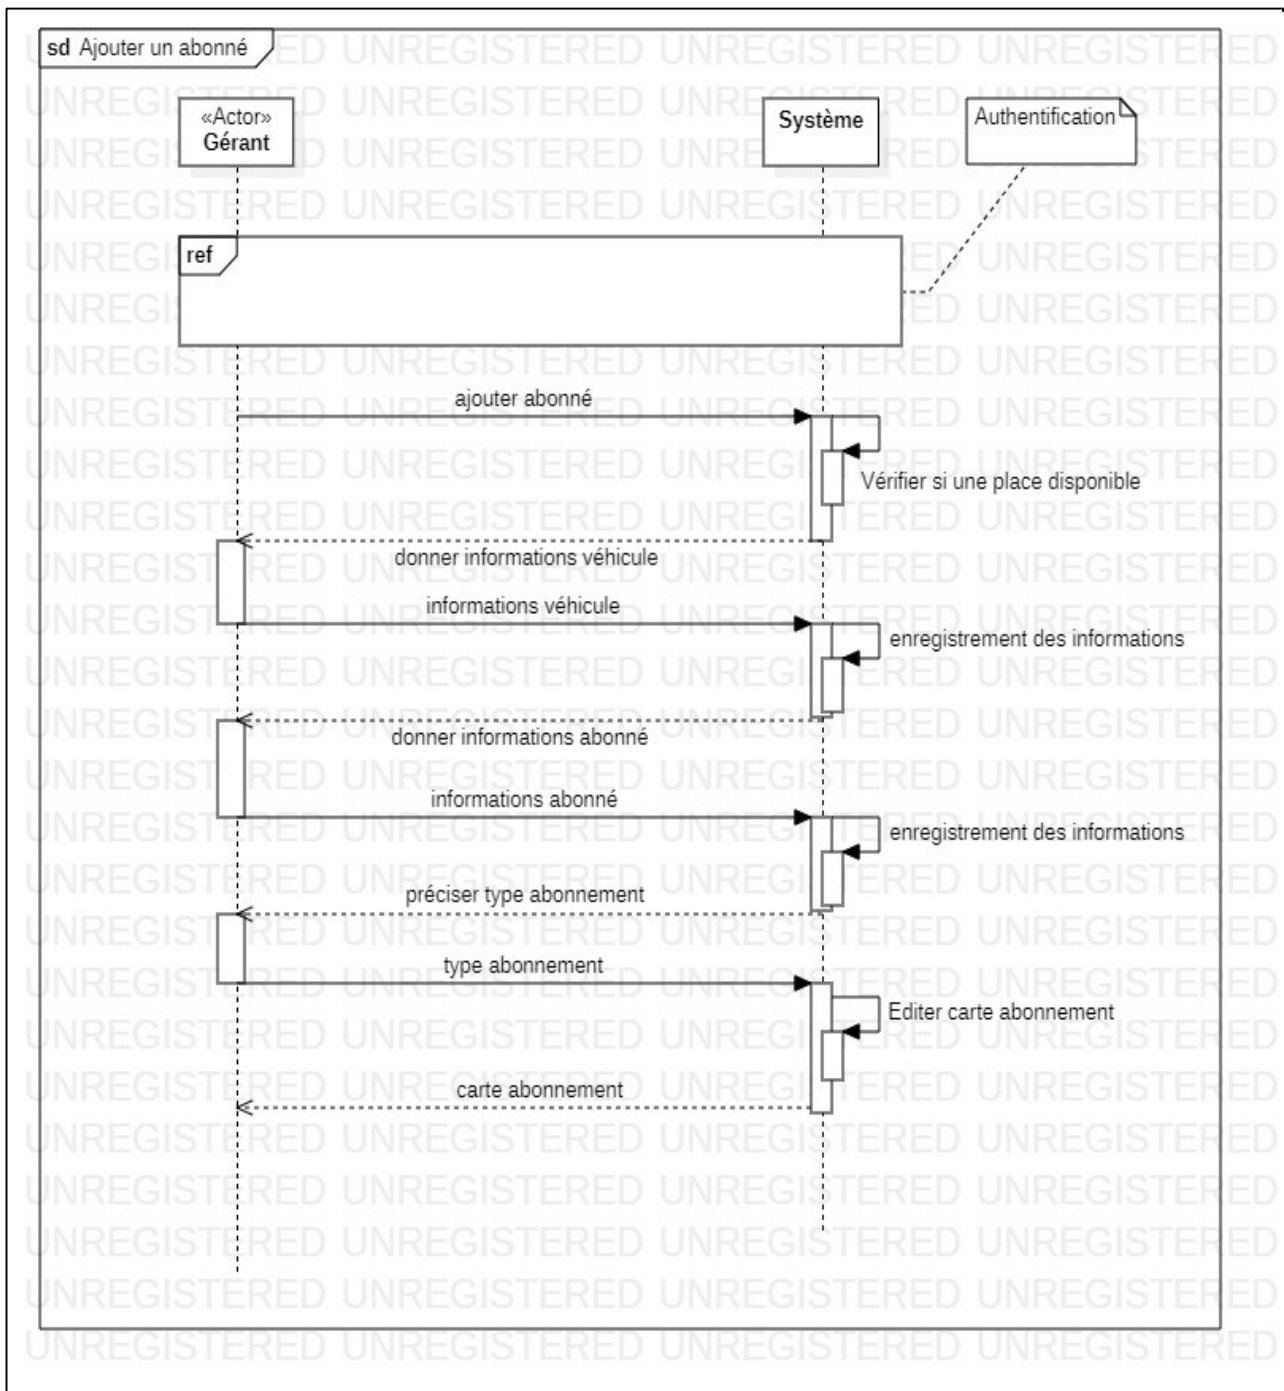 sd Ajouter un abonné
«Actor»
Gérant
Système
Authentification
ref
ajouter abonné
Vérifier si une place disponible
donner informations véhicule
informations véhicule
enregistrement des informations
donner informations abonné
informations abonné
enregistrement des informations
préciser type abonnement
type abonnement
Editer carte abonnement
carte abonnement
UNREGISTERED